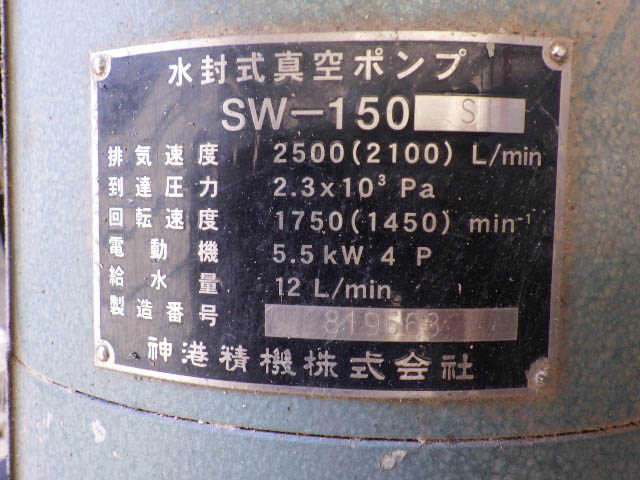 水封式真空ポンプ
SW-150 S
排気速度 2500(2100) L/min
到達圧力 2.3x10³ Pa
回転速度 1750(1450) min⁻¹
電動機 5.5kW 4 P
給水量 12 L/min
製造番号
神港精機株式会社